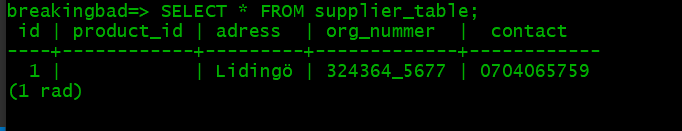 breakingbad=> SELECT * FROM supplier_table;
 id | product_id | adress  | org_nummer  |  contact
----+------------+---------+-------------+------------
  1 |            | Lidingö | 324364_5677 | 0704065759
(1 rad)